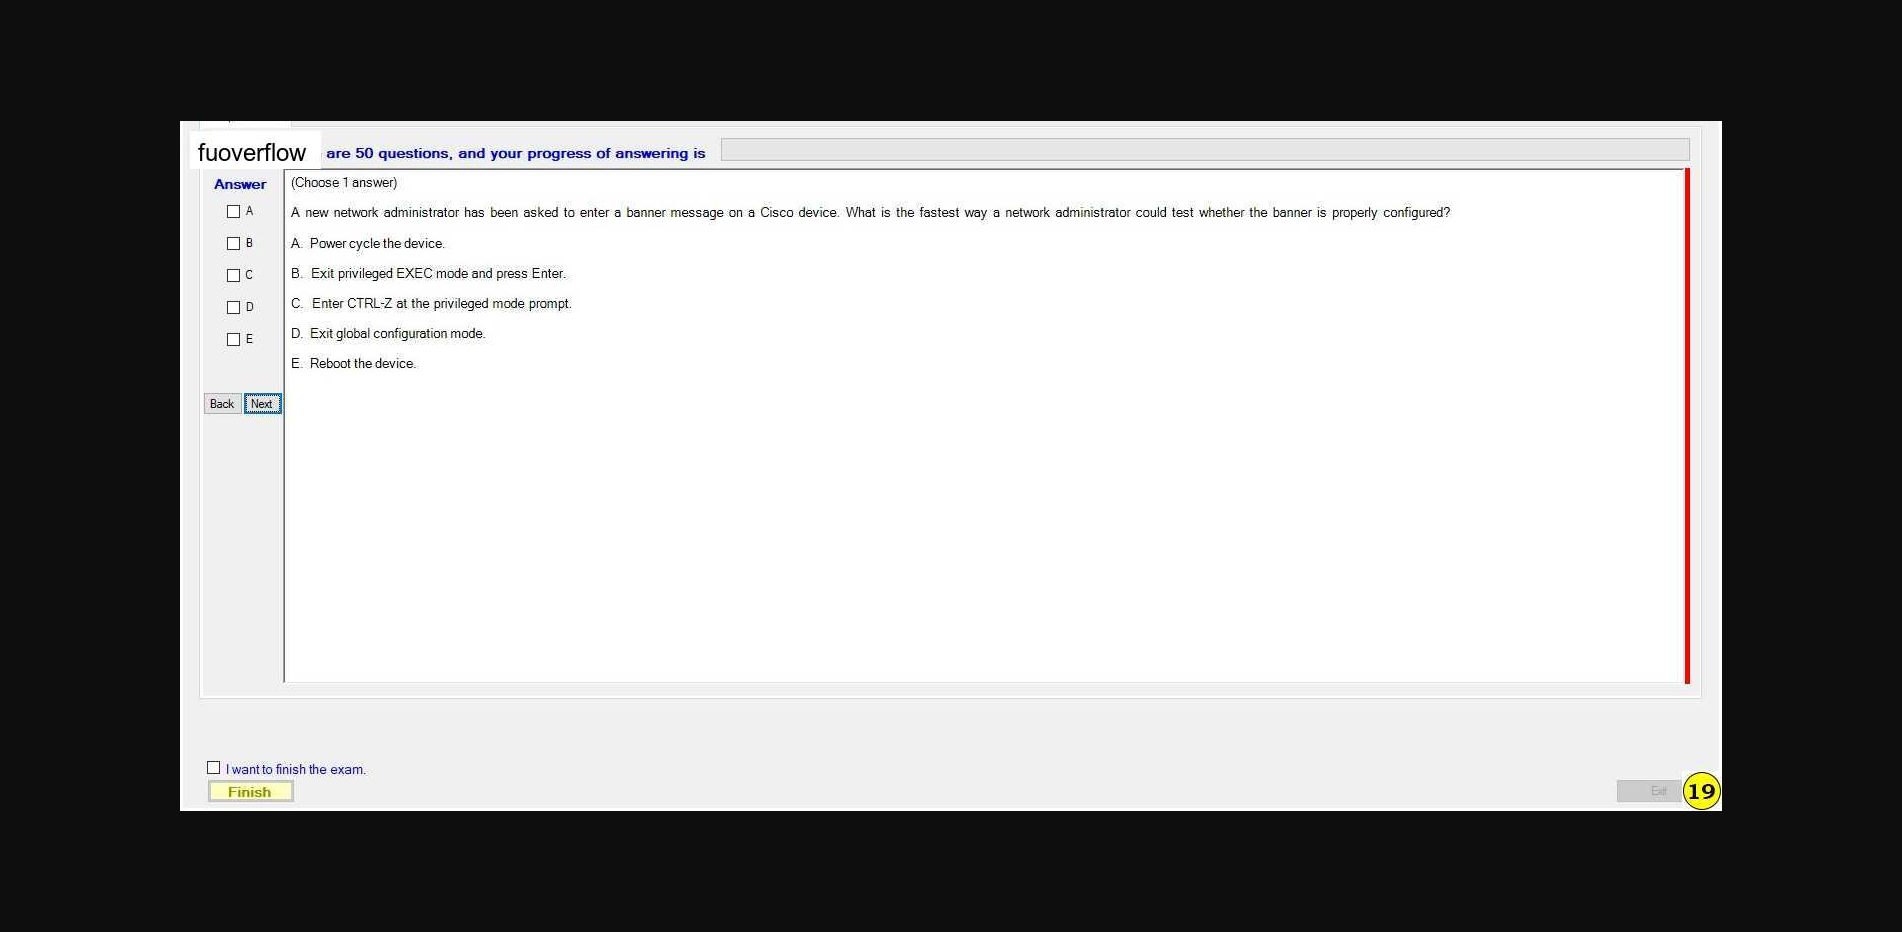 fuoverflow are 50 questions, and your progress of answering is
Answer
A
B
C
D
E
Back Next
(Choose 1 answer)
A new network administrator has been asked to enter a banner message on a Cisco device. What is the fastest way a network administrator could test whether the banner is properly configured?
A. Power cycle the device.
B. Exit privileged EXEC mode and press Enter.
C. Enter CTRL-Z at the privileged mode prompt.
D. Exit global configuration mode.
E. Reboot the device.
I want to finish the exam.
Finish
Exit
19